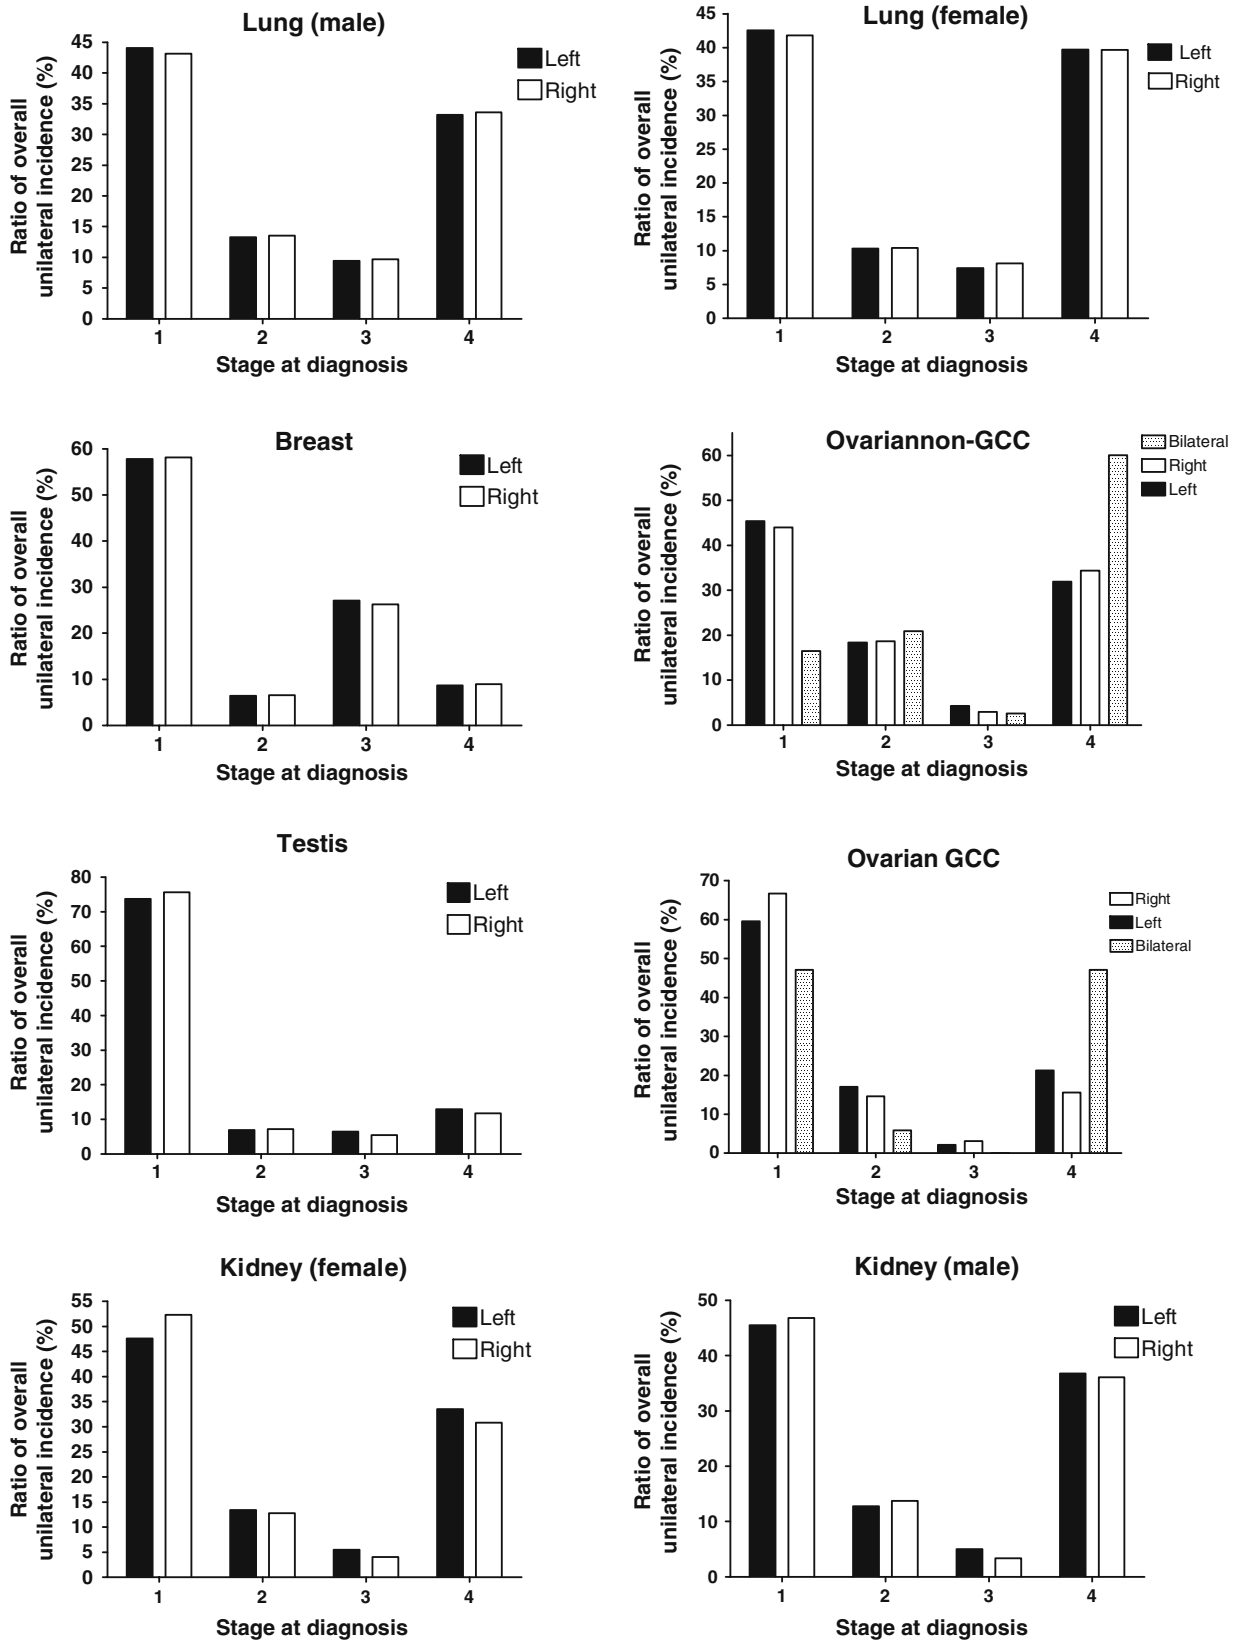 Lung (male)
Ratio of overall
unilateral incidence (%)
45
40
35
30
25
20
15
10
5
0
1 2 3 4
Stage at diagnosis
Left
Right
Lung (female)
Ratio of overall
unilateral incidence (%)
45
40
35
30
25
20
15
10
5
0
1 2 3 4
Stage at diagnosis
Left
Right
Breast
Ratio of overall
unilateral incidence (%)
60
50
40
30
20
10
0
1 2 3 4
Stage at diagnosis
Left
Right
Ovariannon-GCC
Ratio of overall
unilateral incidence (%)
60
50
40
30
20
10
0
1 2 3 4
Stage at diagnosis
Bilateral
Right
Left
Testis
Ratio of overall
unilateral incidence (%)
80
70
60
50
40
30
20
10
0
1 2 3 4
Stage at diagnosis
Left
Right
Ovarian GCC
Ratio of overall
unilateral incidence (%)
70
60
50
40
30
20
10
0
1 2 3 4
Stage at diagnosis
Right
Left
Bilateral
Kidney (female)
Ratio of overall
unilateral incidence (%)
55
50
45
40
35
30
25
20
15
10
5
0
1 2 3 4
Stage at diagnosis
Left
Right
Kidney (male)
Ratio of overall
unilateral incidence (%)
50
40
30
20
10
0
1 2 3 4
Stage at diagnosis
Left
Right